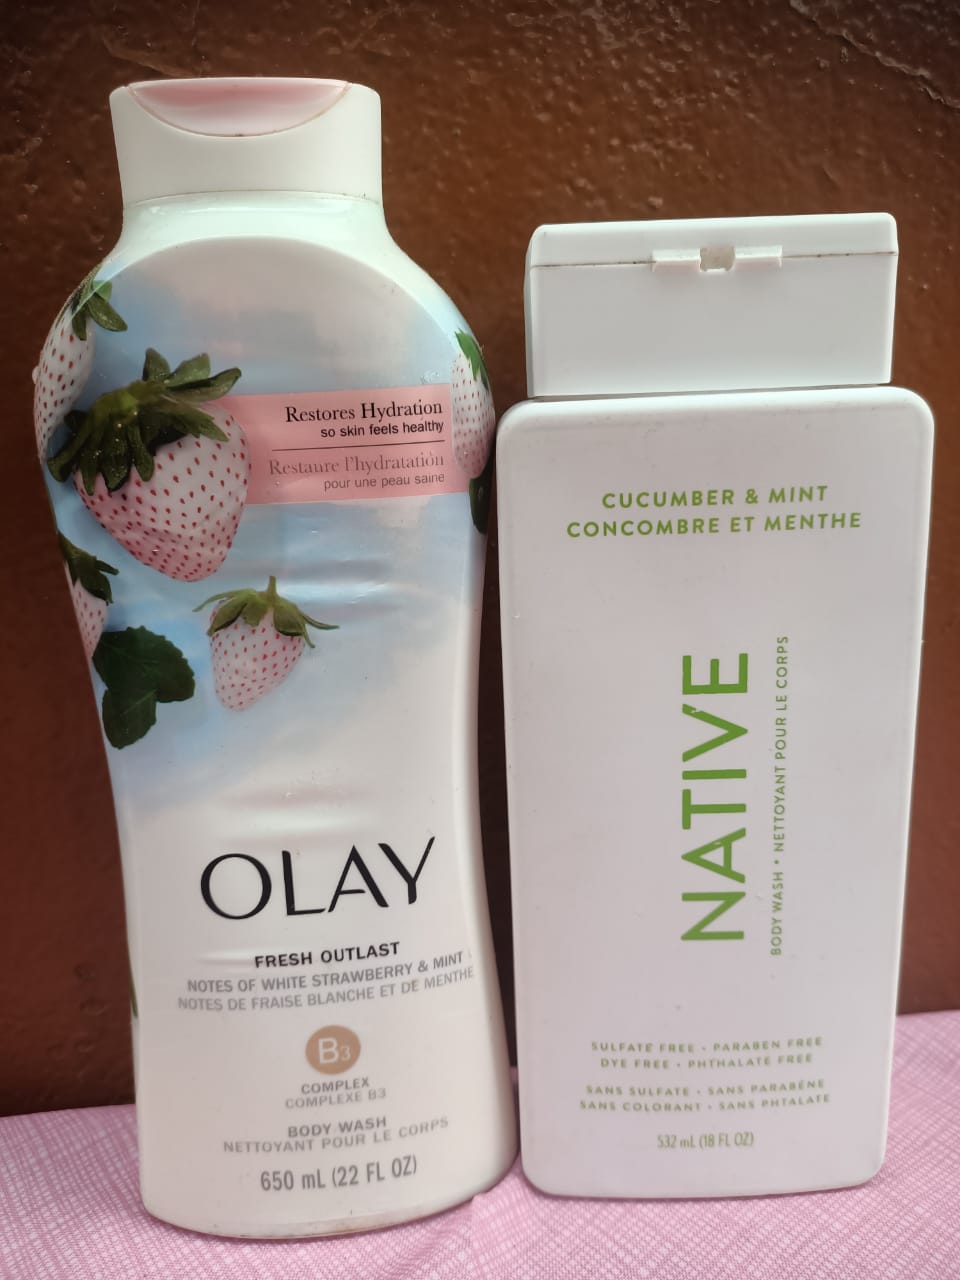 Restores Hydration
so skin feels healthy
Restaure l'hydratation
pour une peau saine
OLAY
FRESH OUTLAST
NOTES OF WHITE STRAWBERRY & MINT
NOTES DE FRAISE BLANCHE ET DE MENTHE
B3
COMPLEX
COMPLEXE B3
BODY WASH
NETTOYANT POUR LE CORPS
650 mL (22 FL OZ)
CUCUMBER & MINT
CONCOMBRE ET MENTHE
NATIVE
BODY WASH • NETTOYANT POUR LE CORPS
SULFATE FREE • PARABEN FREE
DYE FREE • PHTHALATE FREE
SANS SULFATE • SANS PARABÈNE
SANS COLORANT • SANS PHTALATE
532 mL (18 FL OZ)